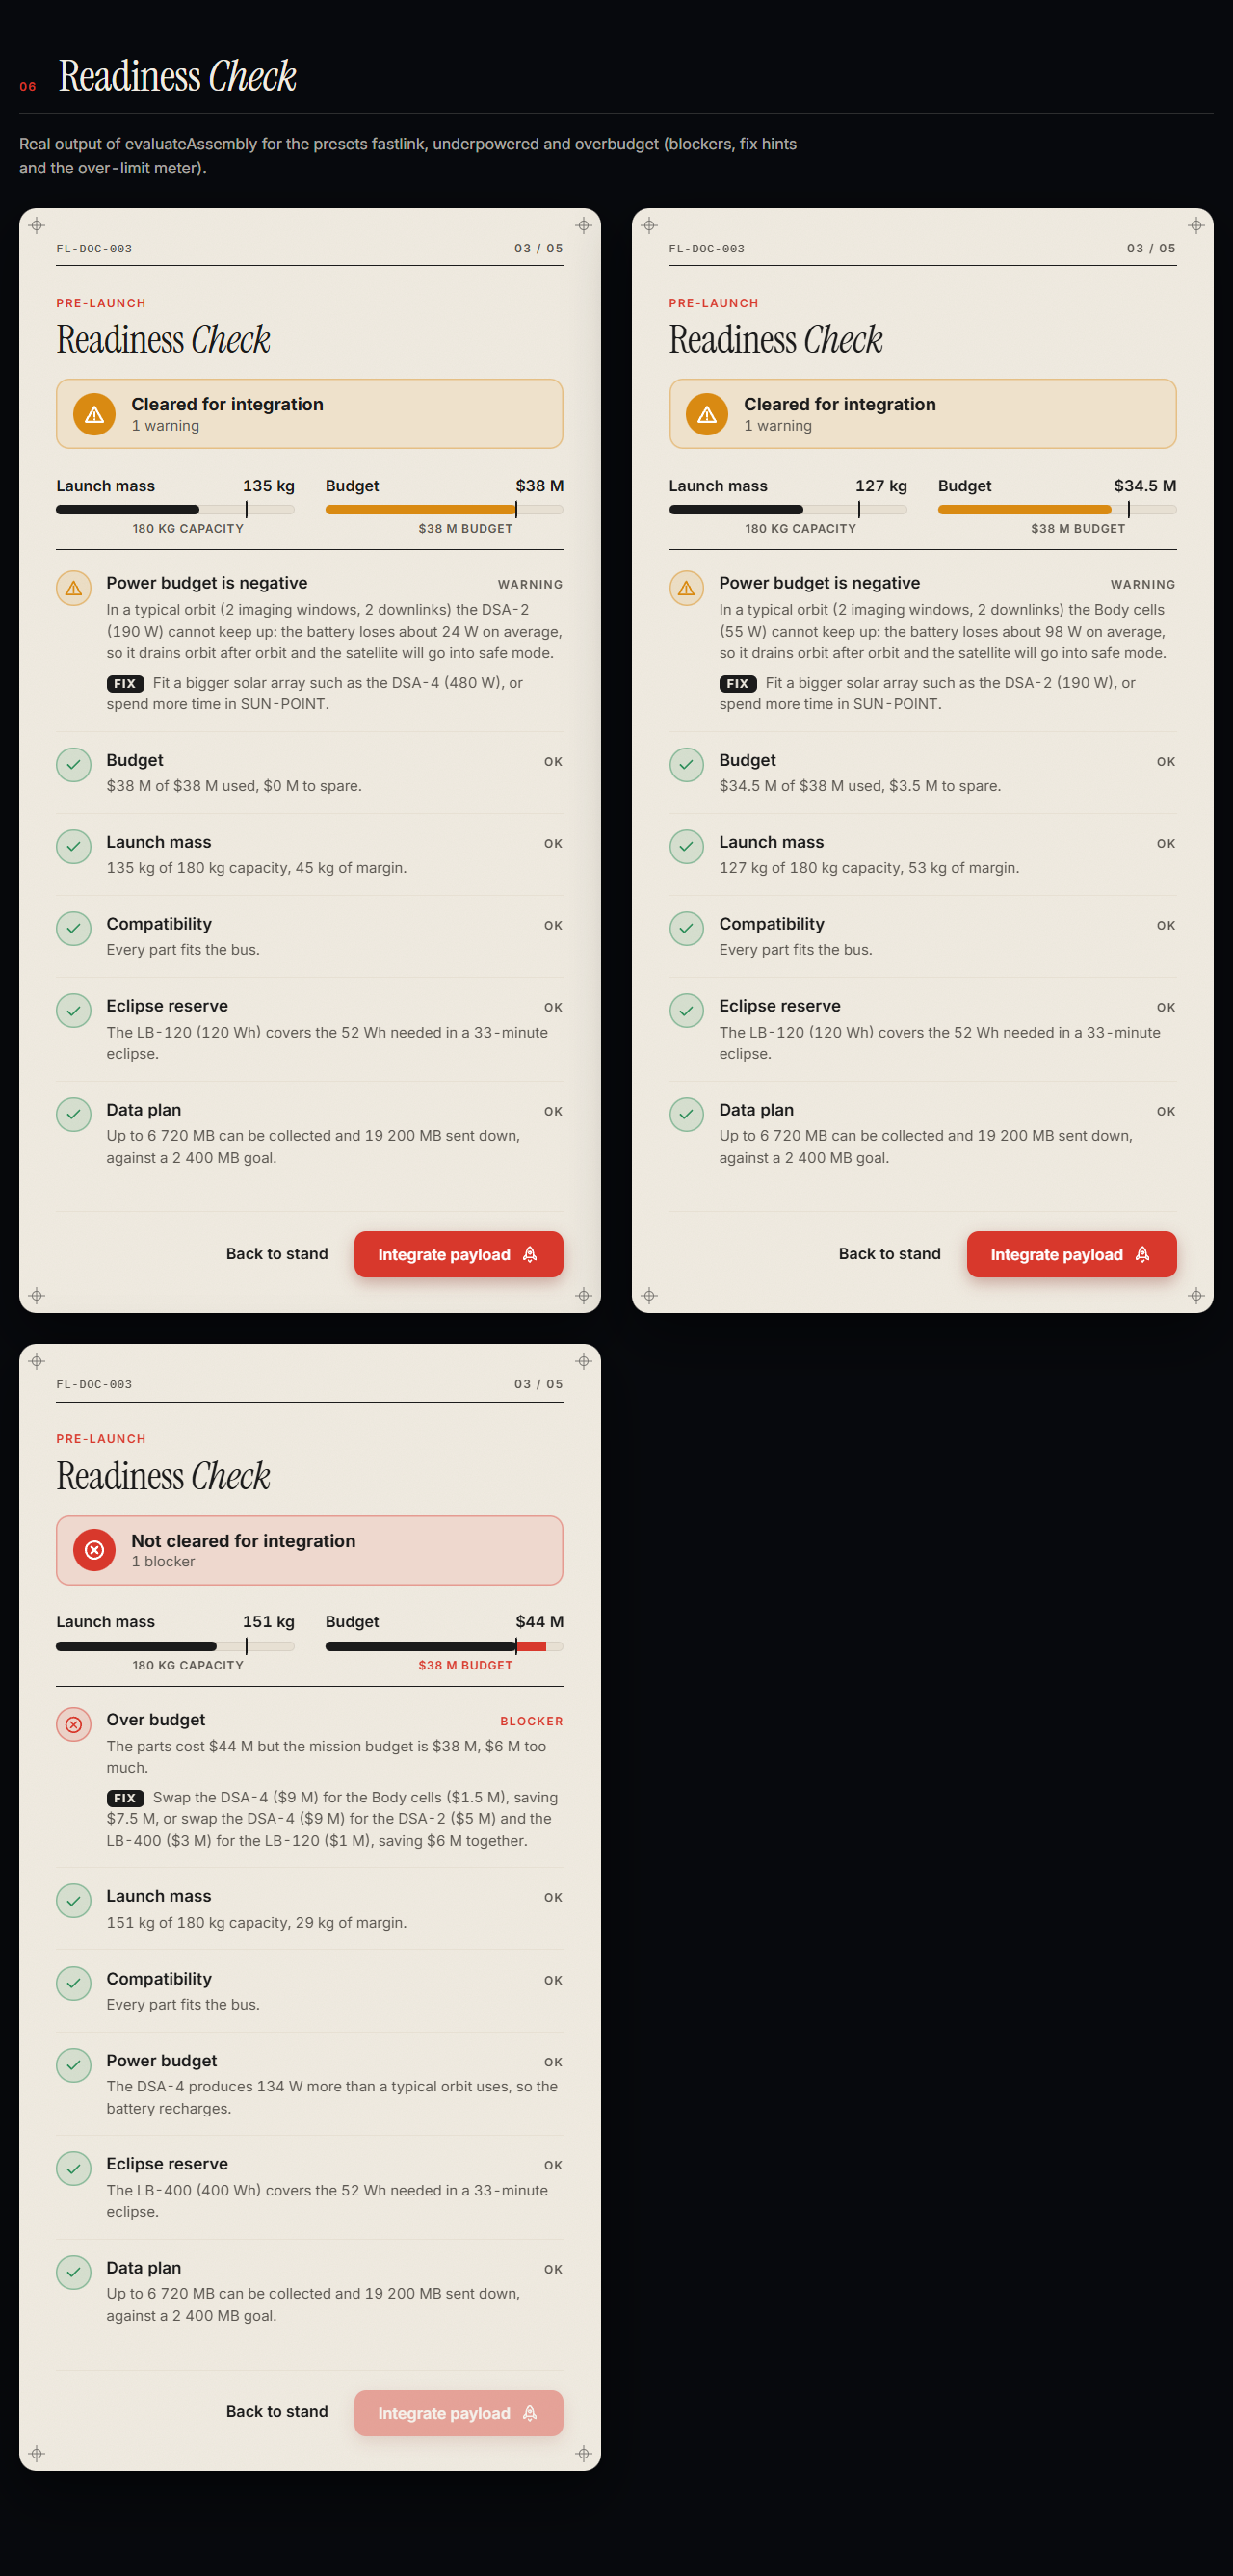 06 Readiness Check
Real output of evaluateAssembly for the presets fastlink, underpowered and overbudget (blockers, fix hints
and the over-limit meter).
FL-DOC-003 03 / 05
PRE-LAUNCH
Readiness Check
Cleared for integration
1 warning
Launch mass 135 kg Budget $38 M
180 KG CAPACITY $38 M BUDGET
Power budget is negative WARNING
In a typical orbit (2 imaging windows, 2 downlinks) the DSA-2
(190 W) cannot keep up: the battery loses about 24 W on average,
so it drains orbit after orbit and the satellite will go into safe mode.
FIX Fit a bigger solar array such as the DSA-4 (480 W), or
spend more time in SUN-POINT.
Budget OK
$38 M of $38 M used, $0 M to spare.
Launch mass OK
135 kg of 180 kg capacity, 45 kg of margin.
Compatibility OK
Every part fits the bus.
Eclipse reserve OK
The LB-120 (120 Wh) covers the 52 Wh needed in a 33-minute
eclipse.
Data plan OK
Up to 6 720 MB can be collected and 19 200 MB sent down,
against a 2 400 MB goal.
Back to stand Integrate payload
FL-DOC-003 03 / 05
PRE-LAUNCH
Readiness Check
Cleared for integration
1 warning
Launch mass 127 kg Budget $34.5 M
180 KG CAPACITY $38 M BUDGET
Power budget is negative WARNING
In a typical orbit (2 imaging windows, 2 downlinks) the Body cells
(55 W) cannot keep up: the battery loses about 98 W on average,
so it drains orbit after orbit and the satellite will go into safe mode.
FIX Fit a bigger solar array such as the DSA-2 (190 W), or
spend more time in SUN-POINT.
Budget OK
$34.5 M of $38 M used, $3.5 M to spare.
Launch mass OK
127 kg of 180 kg capacity, 53 kg of margin.
Compatibility OK
Every part fits the bus.
Eclipse reserve OK
The LB-120 (120 Wh) covers the 52 Wh needed in a 33-minute
eclipse.
Data plan OK
Up to 6 720 MB can be collected and 19 200 MB sent down,
against a 2 400 MB goal.
Back to stand Integrate payload
FL-DOC-003 03 / 05
PRE-LAUNCH
Readiness Check
Not cleared for integration
1 blocker
Launch mass 151 kg Budget $44 M
180 KG CAPACITY $38 M BUDGET
Over budget BLOCKER
The parts cost $44 M but the mission budget is $38 M, $6 M too
much.
FIX Swap the DSA-4 ($9 M) for the Body cells ($1.5 M), saving
$7.5 M, or swap the DSA-4 ($9 M) for the DSA-2 ($5 M) and the
LB-400 ($3 M) for the LB-120 ($1 M), saving $6 M together.
Launch mass OK
151 kg of 180 kg capacity, 29 kg of margin.
Compatibility OK
Every part fits the bus.
Power budget OK
The DSA-4 produces 134 W more than a typical orbit uses, so the
battery recharges.
Eclipse reserve OK
The LB-400 (400 Wh) covers the 52 Wh needed in a 33-minute
eclipse.
Data plan OK
Up to 6 720 MB can be collected and 19 200 MB sent down,
against a 2 400 MB goal.
Back to stand Integrate payload